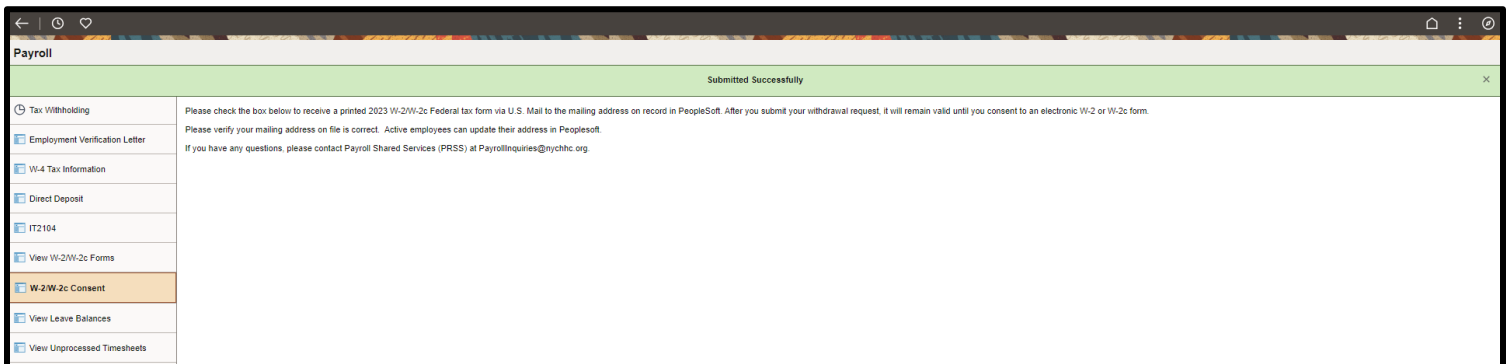 Payroll
Submitted Successfully
Tax Withholding
Employment Verification Letter
W-4 Tax Information
Direct Deposit
IT2104
View W-2/W-2c Forms
W-2/W-2c Consent
View Leave Balances
View Unprocessed Timesheets
Please check the box below to receive a printed 2023 W-2/W-2c Federal tax form via U.S. Mail to the mailing address on record in PeopleSoft. After you submit your withdrawal request, it will remain valid until you consent to an electronic W-2 or W-2c form.
Please verify your mailing address on file is correct. Active employees can update their address in Peoplesoft.
If you have any questions, please contact Payroll Shared Services (PRSS) at PayrollInquiries@nychhc.org.